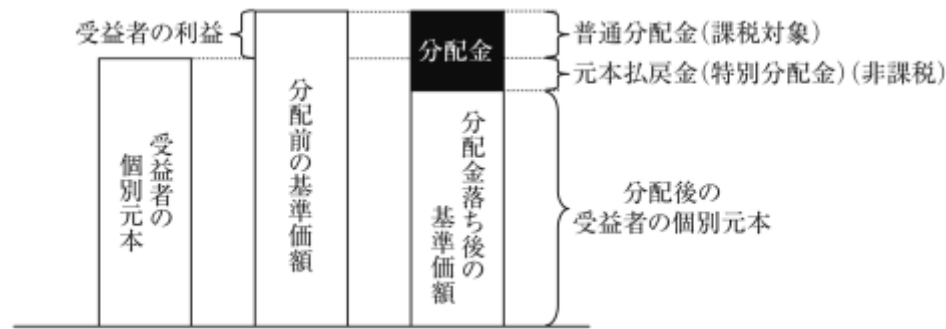 受益者の利益
分配金
普通分配金(課税対象)
元本払戻金(特別分配金)(非課税)
受益者の
個別元本
分配前の基準価額
分配金落ち後の
基準価額
分配後の
受益者の個別元本